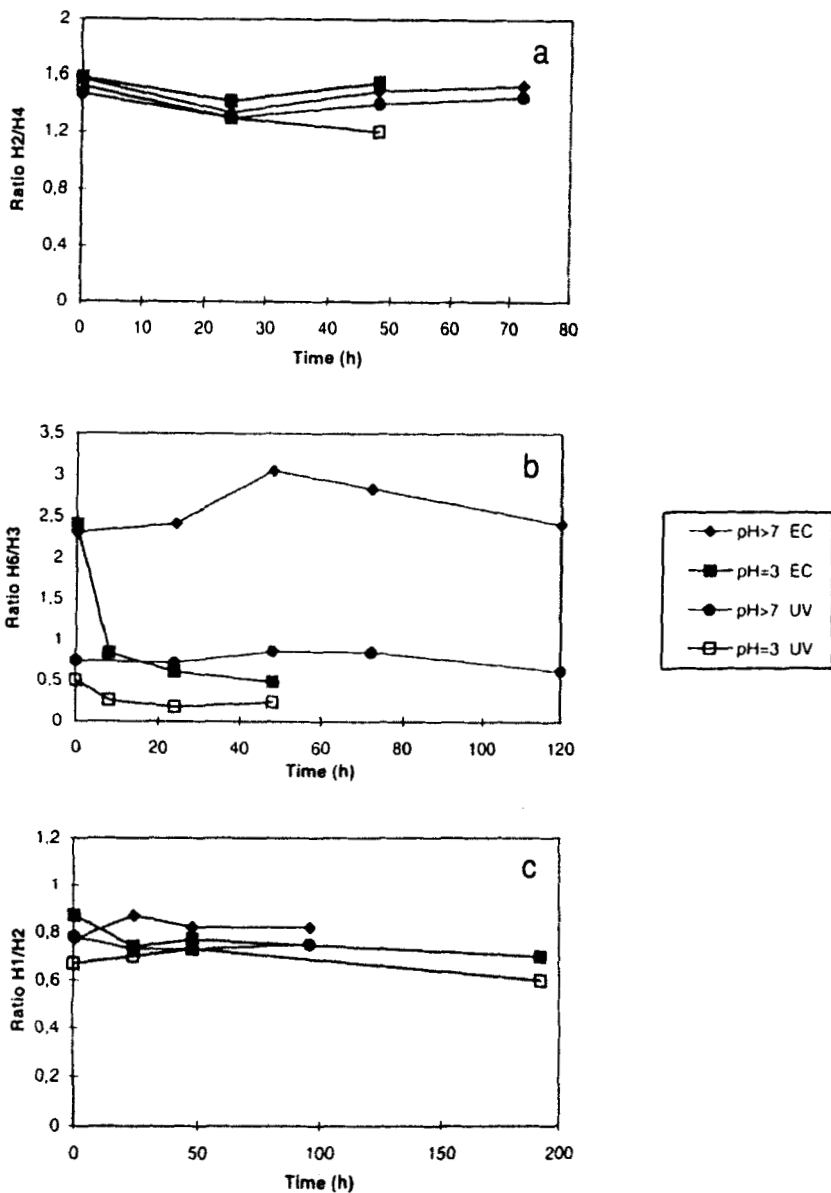 a
Ratio H2/H4
2
1,6
1,2
0,8
0,4
0
0 10 20 30 40 50 60 70 80
Time (h)
b
Ratio H6/H3
3.5
3
2.5
2
1.5
1
0.5
0
0 20 40 60 80 100 120
Time (h)
pH>7 EC
pH=3 EC
pH>7 UV
pH=3 UV
c
Ratio H1/H2
1,2
1
0,8
0,6
0,4
0,2
0
0 50 100 150 200
Time (h)